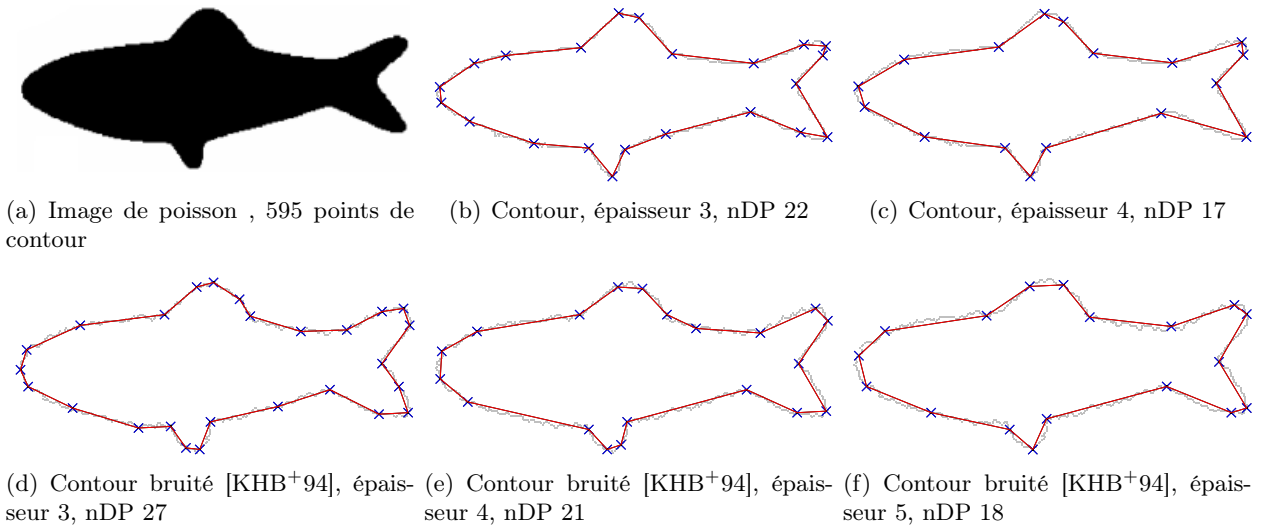 (a) Image de poisson , 595 points de
contour
(b) Contour, épaisseur 3, nDP 22
(c) Contour, épaisseur 4, nDP 17
(d) Contour bruité [KHB+94], épais-
seur 3, nDP 27
(e) Contour bruité [KHB+94], épais-
seur 4, nDP 21
(f) Contour bruité [KHB+94], épais-
seur 5, nDP 18